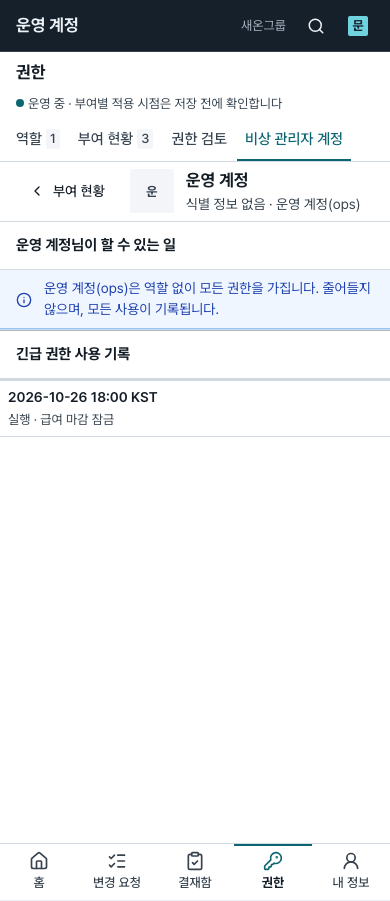 운영 계정
새온그룹
문
권한
운영 중 · 부여별 적용 시점은 저장 전에 확인합니다
역할 1 부여 현황 3 권한 검토 비상 관리자 계정
부여 현황
운
운영 계정
식별 정보 없음 · 운영 계정(ops)
운영 계정님이 할 수 있는 일
운영 계정(ops)은 역할 없이 모든 권한을 가집니다. 줄어들지
않으며, 모든 사용이 기록됩니다.
긴급 권한 사용 기록
2026-10-26 18:00 KST
실행 · 급여 마감 잠금
홈 변경 요청 결재함 권한 내 정보